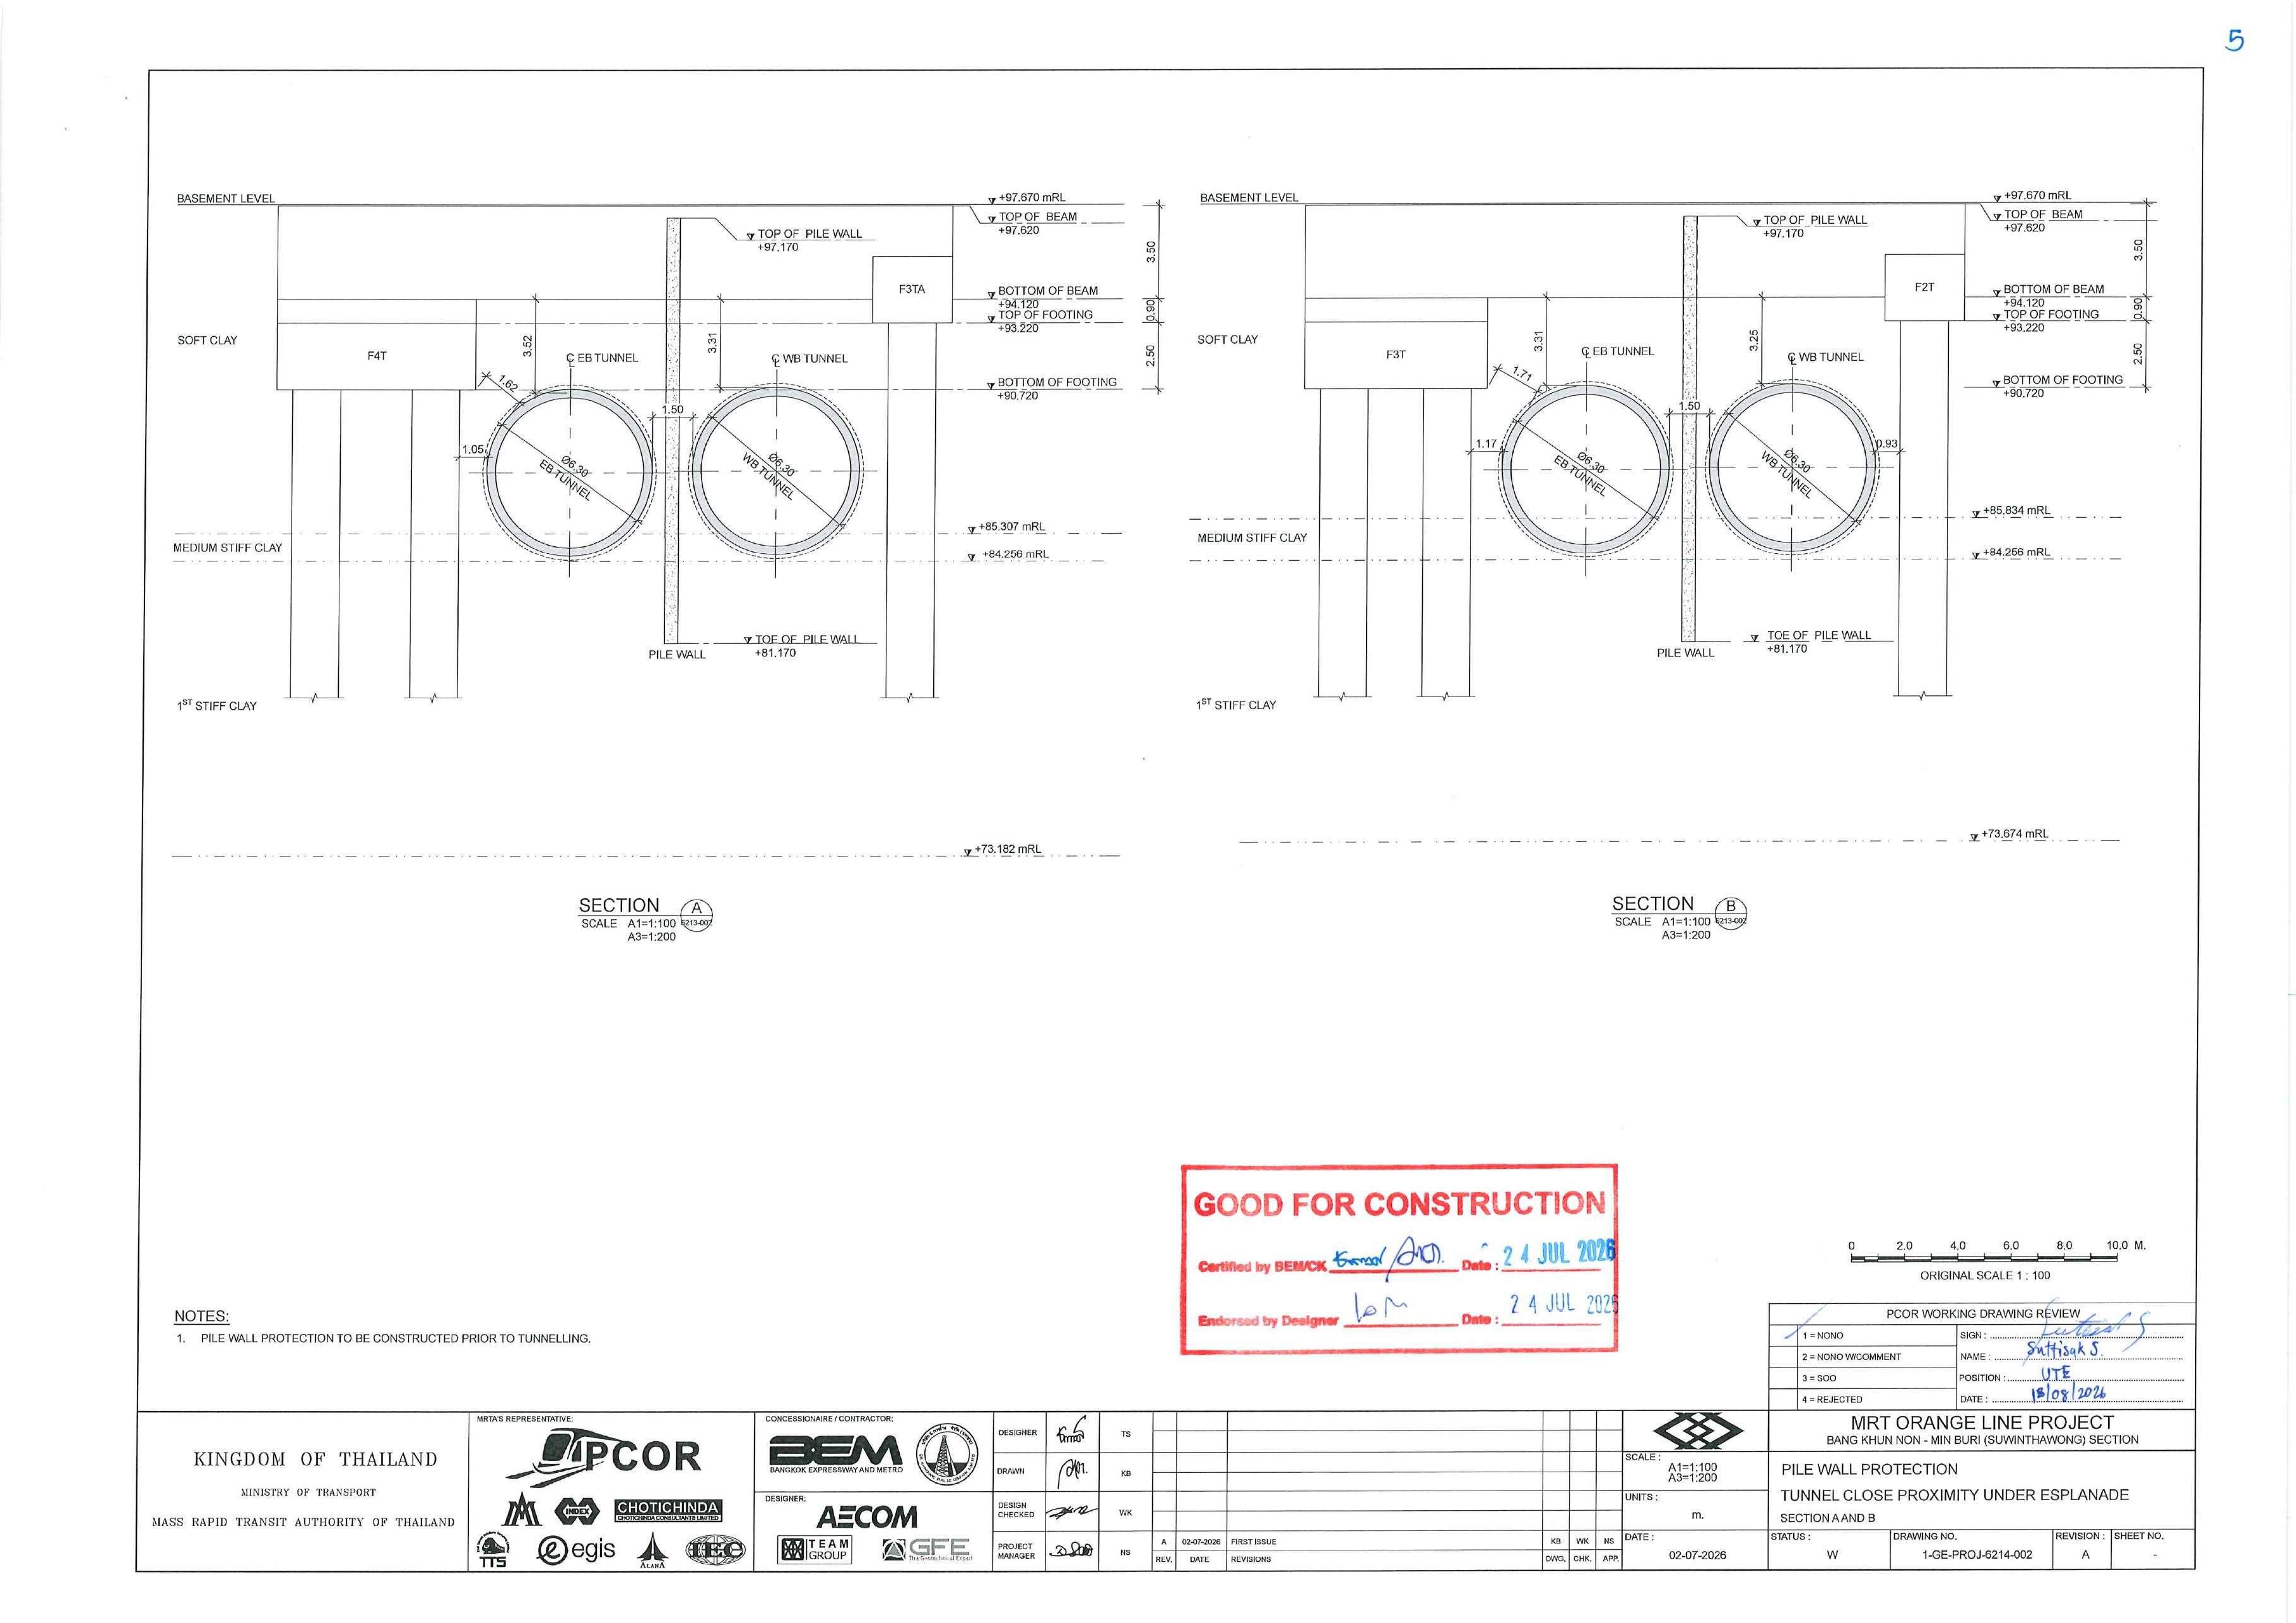 5
BASEMENT LEVEL
+97.670 mRL
TOP OF BEAM
+97.620
TOP OF PILE WALL
+97.170
3.50
F3TA
BOTTOM OF BEAM
+94.120
0.90
TOP OF FOOTING
+93.220
SOFT CLAY
F4T
3.52
3.31
2.50
℄ EB TUNNEL
℄ WB TUNNEL
1.62
BOTTOM OF FOOTING
+90.720
1.50
1.05
Ø6.30
EB TUNNEL
Ø6.30
WB TUNNEL
+85.307 mRL
MEDIUM STIFF CLAY
+84.256 mRL
TOE OF PILE WALL
+81.170
PILE WALL
1ST STIFF CLAY
+73.182 mRL
SECTION A
SCALE A1=1:100 6213-002
A3=1:200
BASEMENT LEVEL
+97.670 mRL
TOP OF BEAM
+97.620
TOP OF PILE WALL
+97.170
3.50
F2T
BOTTOM OF BEAM
+94.120
0.90
TOP OF FOOTING
+93.220
SOFT CLAY
F3T
3.31
3.25
2.50
℄ EB TUNNEL
℄ WB TUNNEL
1.71
BOTTOM OF FOOTING
+90.720
1.50
1.17
0.93
Ø6.30
EB TUNNEL
Ø6.30
WB TUNNEL
+85.834 mRL
MEDIUM STIFF CLAY
+84.256 mRL
TOE OF PILE WALL
+81.170
PILE WALL
1ST STIFF CLAY
+73.674 mRL
SECTION B
SCALE A1=1:100 6213-002
A3=1:200
GOOD FOR CONSTRUCTION
Certified by BEM/CK Date : 24 JUL 2026
Endorsed by Designer Date : 24 JUL 2026
0 2.0 4.0 6.0 8.0 10.0 M.
ORIGINAL SCALE 1 : 100
NOTES:
1. PILE WALL PROTECTION TO BE CONSTRUCTED PRIOR TO TUNNELLING.
PCOR WORKING DRAWING REVIEW
1 = NONO
2 = NONO W/COMMENT
3 = SOO
4 = REJECTED
SIGN :
NAME : Suttisak S.
POSITION : UTE
DATE : 18/08/2026
KINGDOM OF THAILAND
MINISTRY OF TRANSPORT
MASS RAPID TRANSIT AUTHORITY OF THAILAND
MRTA'S REPRESENTATIVE:
PCOR
INDEX
CHOTICHINDA
CHOTICHINDA CONSULTANTS LIMITED
TTS
egis
ALANA
IEC
CONCESSIONAIRE / CONTRACTOR:
BEM
BANGKOK EXPRESSWAY AND METRO
DESIGNER:
AECOM
TEAM GROUP
GFE
The Geotechnical Expert
DESIGNER TS
DRAWN KB
DESIGN CHECKED WK
PROJECT MANAGER NS
A 02-07-2026 FIRST ISSUE KB WK NS
REV. DATE REVISIONS DWG. CHK. APP.
SCALE :
A1=1:100
A3=1:200
UNITS :
m.
DATE :
02-07-2026
MRT ORANGE LINE PROJECT
BANG KHUN NON - MIN BURI (SUWINTHAWONG) SECTION
PILE WALL PROTECTION
TUNNEL CLOSE PROXIMITY UNDER ESPLANADE
SECTION A AND B
STATUS :
W
DRAWING NO.
1-GE-PROJ-6214-002
REVISION :
A
SHEET NO.
-